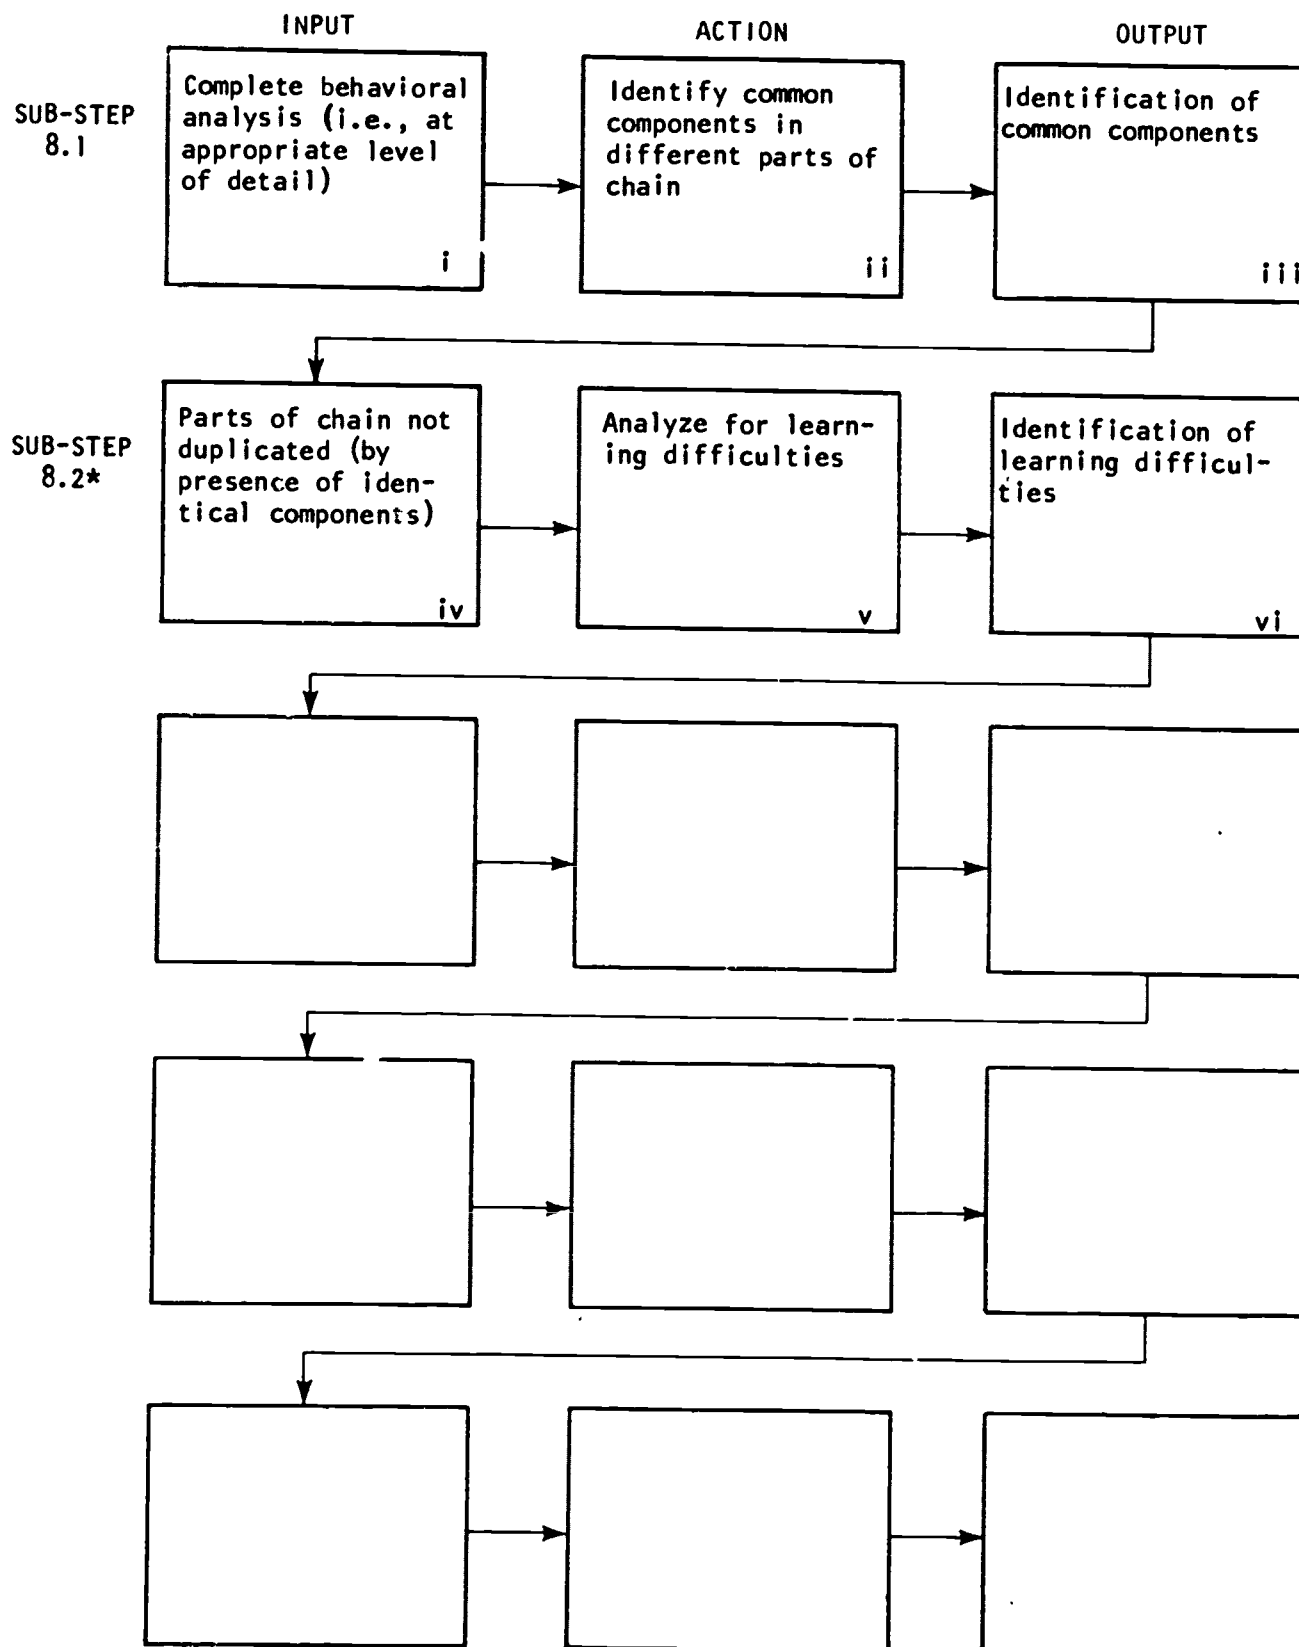 INPUT
ACTION
OUTPUT
SUB-STEP
8.1
Complete behavioral
analysis (i.e., at
appropriate level
of detail)
i
Identify common
components in
different parts of
chain
ii
Identification of
common components
iii
SUB-STEP
8.2*
Parts of chain not
duplicated (by
presence of iden-
tical components)
iv
Analyze for learn-
ing difficulties
v
Identification of
learning difficul-
ties
vi